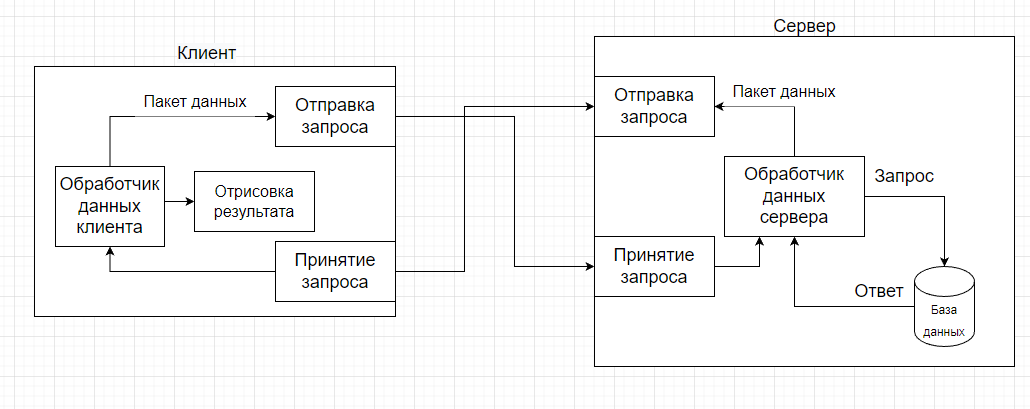 Клиент
Пакет данных
Отправка
запроса
Обработчик
данных
клиента
Отрисовка
результата
Принятие
запроса
Сервер
Отправка
запроса
Пакет данных
Обработчик
данных
сервера
Запрос
Принятие
запроса
Ответ
База
данных